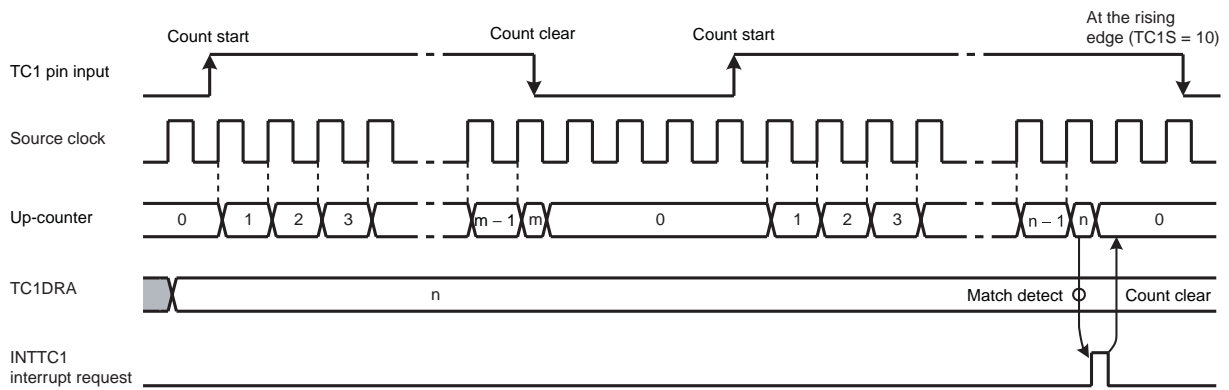 At the rising
edge (TC1S = 10)
Count start
Count clear
Count start
TC1 pin input
Source clock
Up-counter
0
1
2
3
m – 1
m
0
1
2
3
n – 1
n
0
TC1DRA
n
Match detect
Count clear
INTTC1
interrupt request